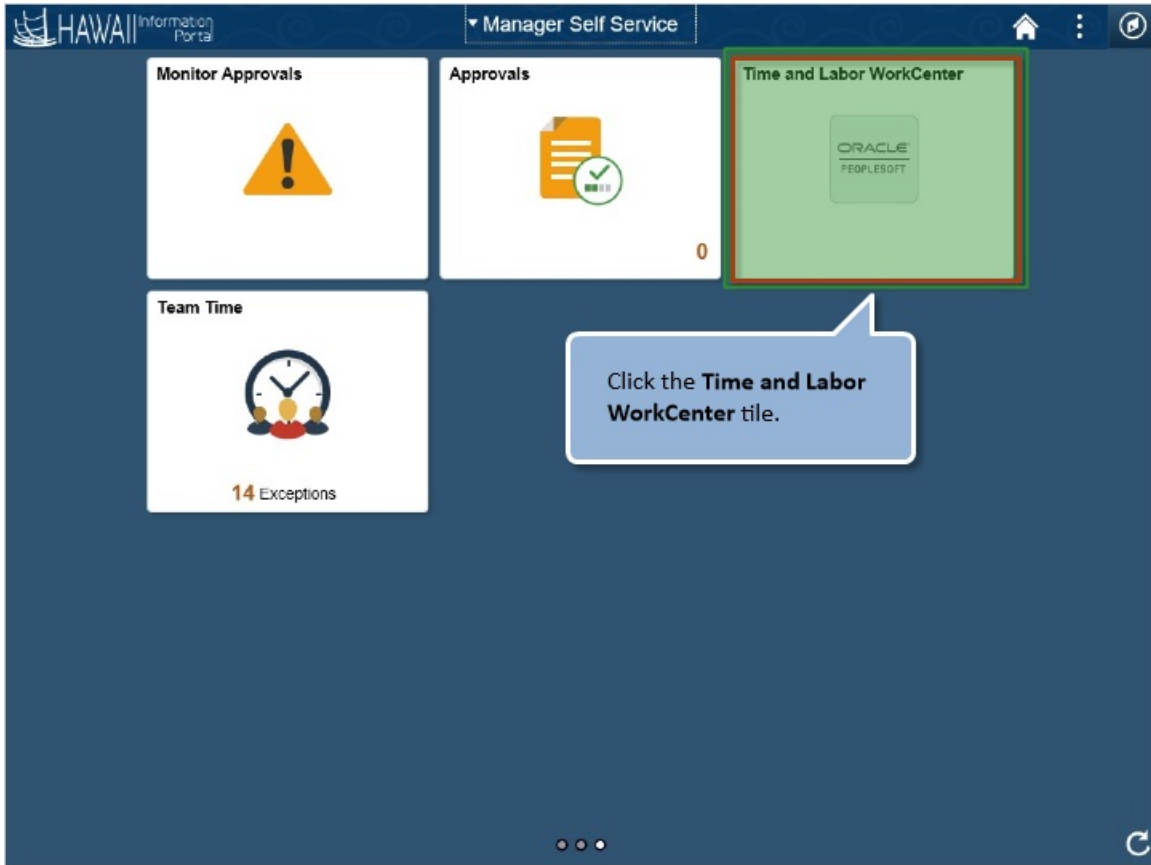 HAWAII Information
Portal
Manager Self Service
Monitor Approvals
Approvals
0
Time and Labor WorkCenter
ORACLE
PEOPLESOFT
Team Time
14 Exceptions
Click the Time and Labor
WorkCenter tile.